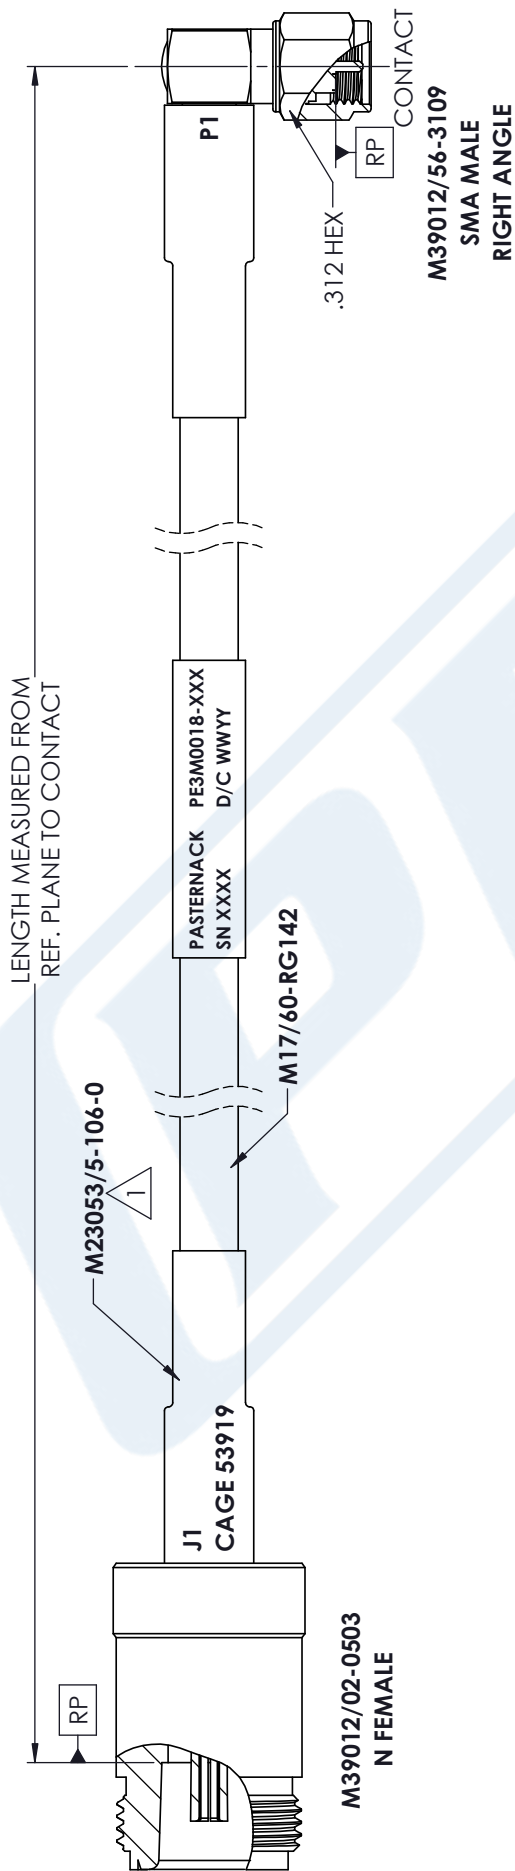 LENGTH MEASURED FROM
REF. PLANE TO CONTACT
RP
M23053/5-106-0
1
J1
CAGE 53919
PASTERNACK PE3M0018-XXX
SN XXXX D/C WWYY
M17/60-RG142
P1
.312 HEX
RP
CONTACT
M39012/02-0503
N FEMALE
M39012/56-3109
SMA MALE
RIGHT ANGLE